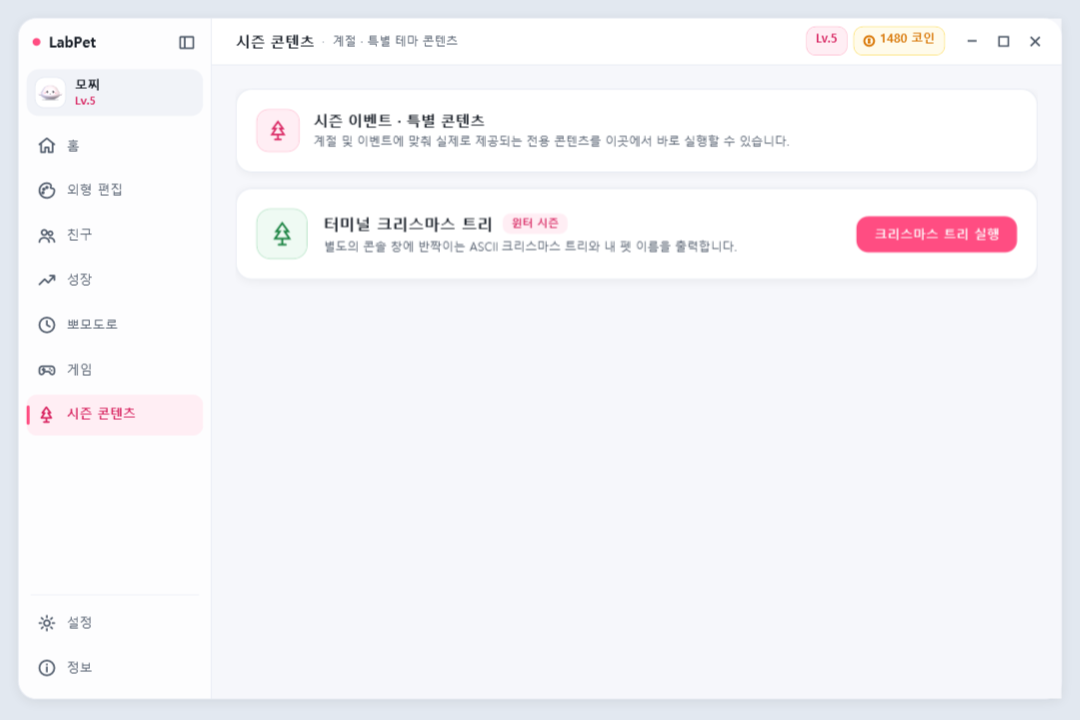 LabPet
모찌
Lv.5
홈
외형 편집
친구
성장
뽀모도로
게임
시즌 콘텐츠
설정
정보
시즌 콘텐츠 · 계절 · 특별 테마 콘텐츠
Lv.5
1480 코인
시즌 이벤트 · 특별 콘텐츠
계절 및 이벤트에 맞춰 실제로 제공되는 전용 콘텐츠를 이곳에서 바로 실행할 수 있습니다.
터미널 크리스마스 트리 윈터 시즌
별도의 콘솔 창에 반짝이는 ASCII 크리스마스 트리와 내 펫 이름을 출력합니다.
크리스마스 트리 실행